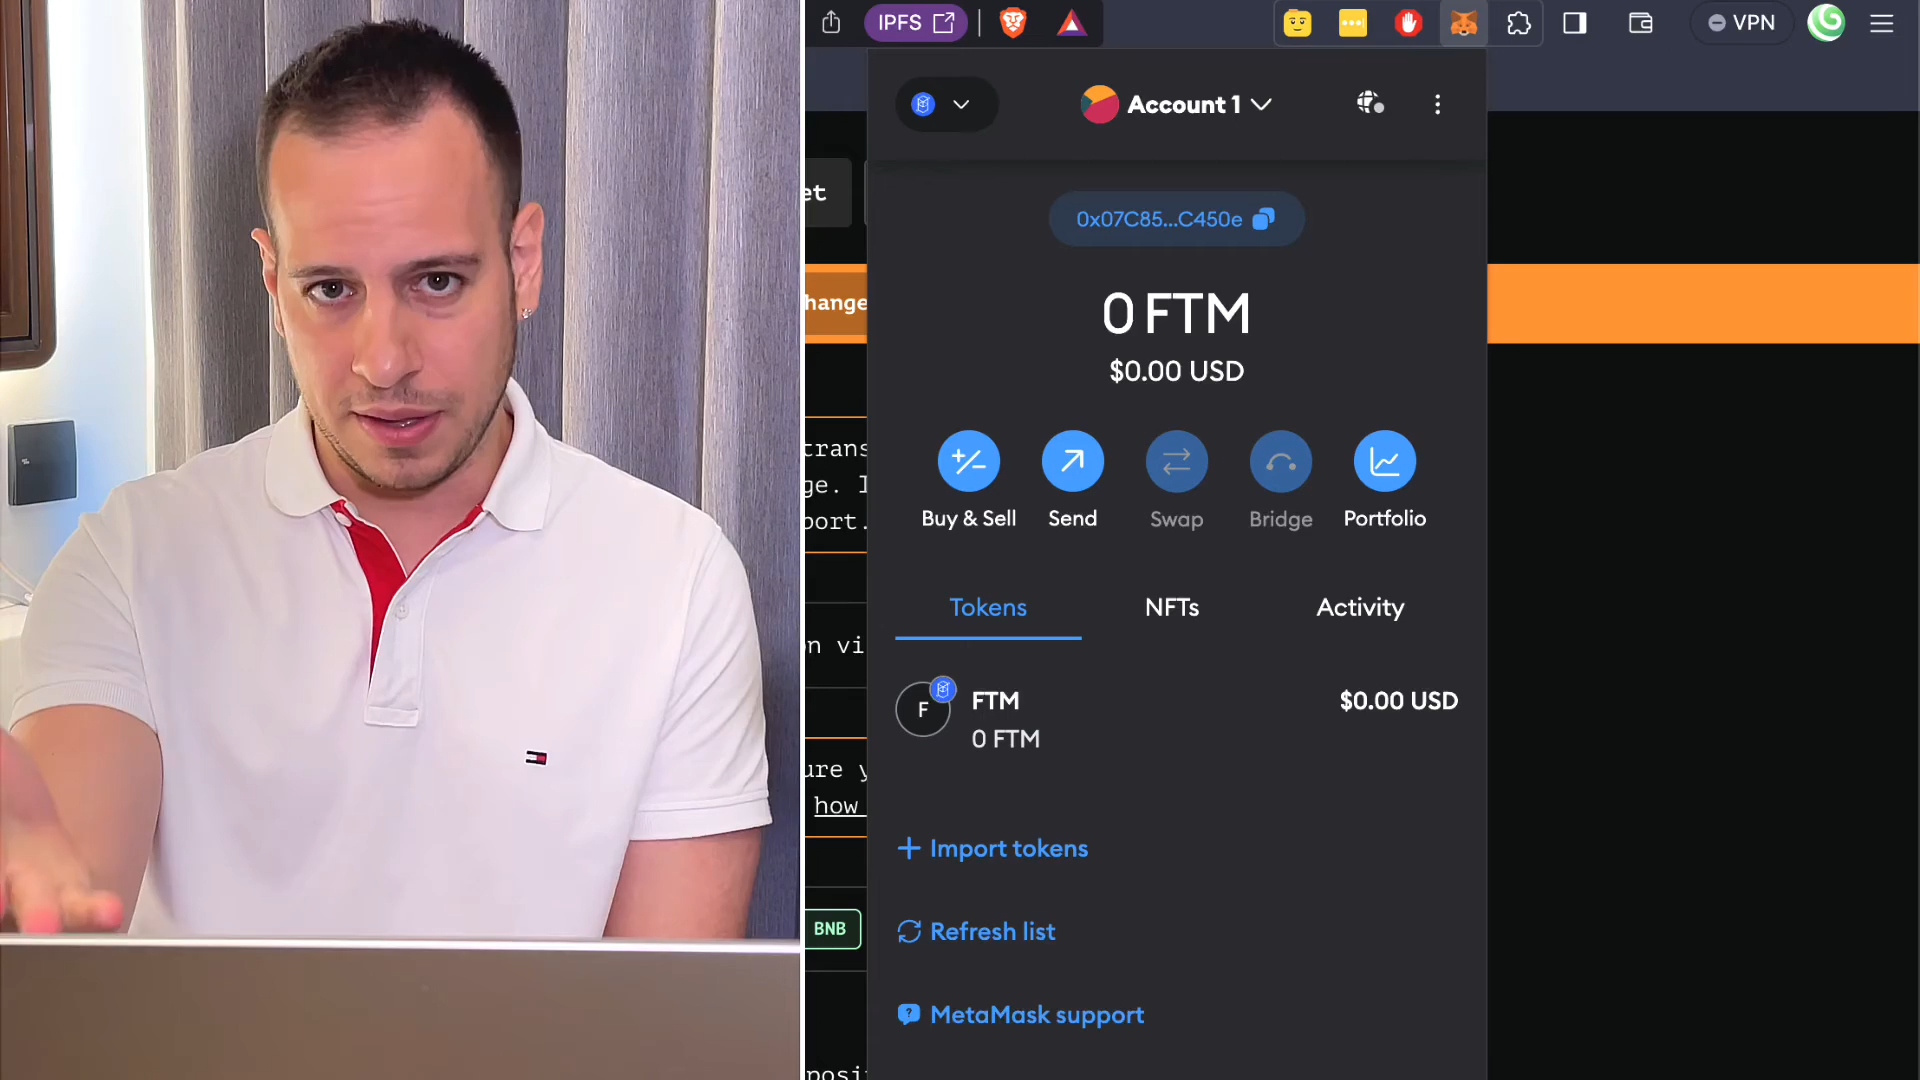 IPFS
VPN
Account 1
et
0x07C85...C450e
hange
0 FTM
$0.00 USD
trans
ge. I
port.
Buy & Sell
Send
Swap
Bridge
Portfolio
Tokens
NFTs
Activity
n vi
FTM
$0.00 USD
F
0 FTM
ure y
how
Import tokens
BNB
Refresh list
MetaMask support
posi